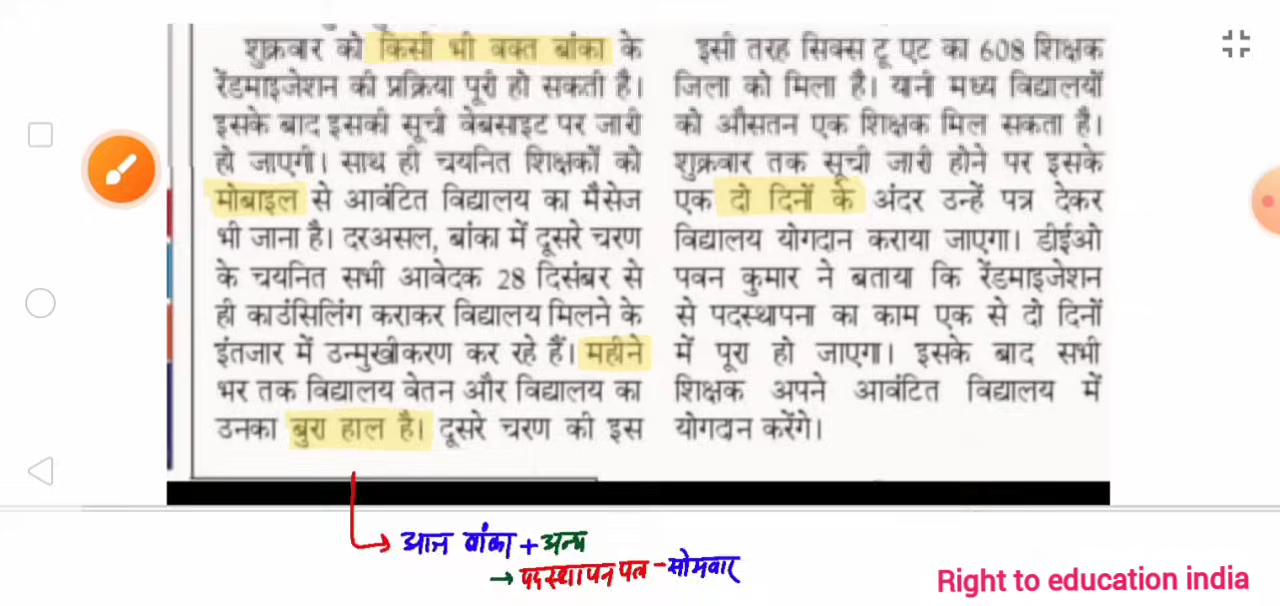 शुक्रवार को किसी भी वक्त बांका के
रेंडमाइजेशन की प्रक्रिया पूरी हो सकती है।
इसके बाद इसकी सूची वेबसाइट पर जारी
हो जाएगी। साथ ही चयनित शिक्षकों को
मोबाइल से आवंटित विद्यालय का मैसेज
भी जाना है। दरअसल, बांका में दूसरे चरण
के चयनित सभी आवेदक 28 दिसंबर से
ही काउंसिलिंग कराकर विद्यालय मिलने के
इंतजार में उन्मुखीकरण कर रहे हैं। महीने
भर तक विद्यालय वेतन और विद्यालय का
उनका बुरा हाल है। दूसरे चरण की इस
इसी तरह सिक्स टू एट का 608 शिक्षक
जिला को मिला है। यानी मध्य विद्यालयों
को औसतन एक शिक्षक मिल सकता है।
शुक्रवार तक सूची जारी होने पर इसके
एक दो दिनों के अंदर उन्हें पत्र देकर
विद्यालय योगदान कराया जाएगा। डीईओ
पवन कुमार ने बताया कि रेंडमाइजेशन
से पदस्थापना का काम एक से दो दिनों
में पूरा हो जाएगा। इसके बाद सभी
शिक्षक अपने आवंटित विद्यालय में
योगदान करेंगे।
आज बांका + अन्य
→ पदस्थापन पत्र - सोमवार
Right to education india